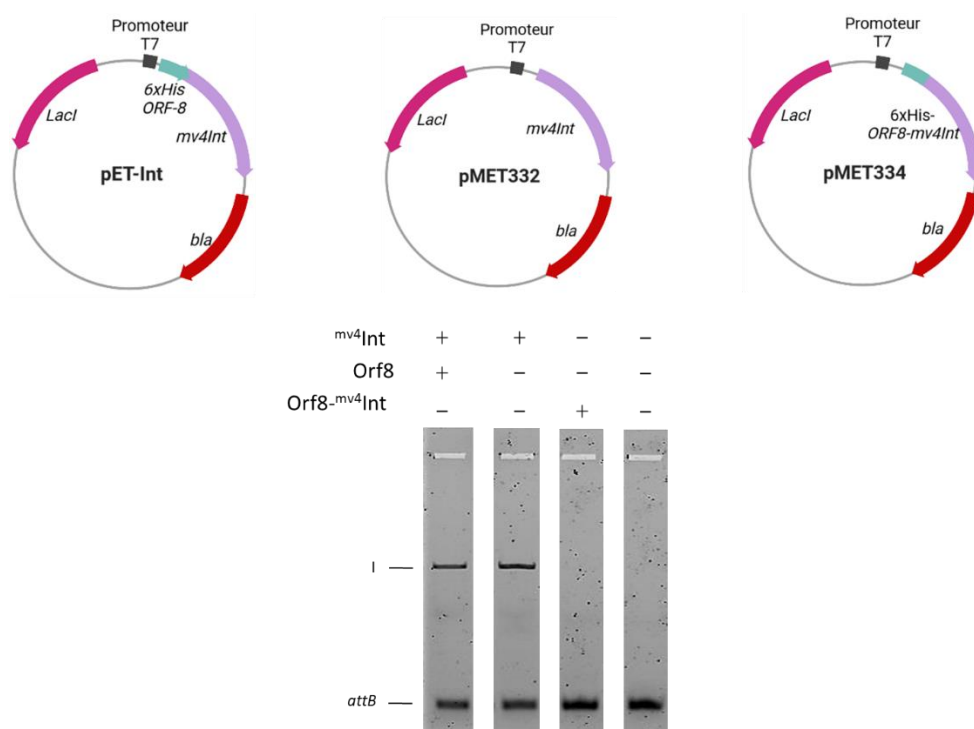 Promoteur
T7
6xHis
ORF-8
LacI
mv4Int
pET-Int
bla
Promoteur
T7
LacI
mv4Int
pMET332
bla
Promoteur
T7
LacI
6xHis-
ORF8-mv4Int
pMET334
bla
mv4Int + + – –
Orf8 + – – –
Orf8-mv4Int – – + –
I
attB